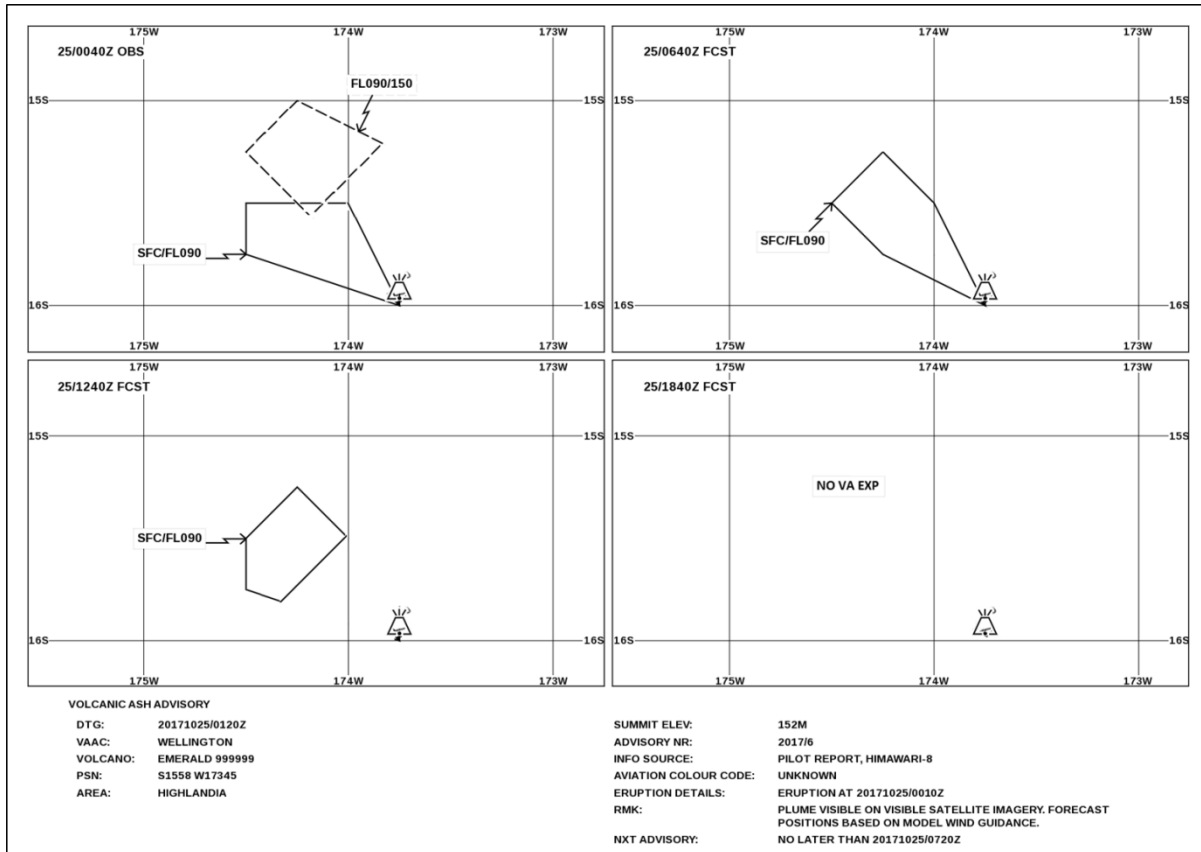 175W
174W
173W
25/0040Z OBS
FL090/150
15S
15S
SFC/FL090
16S
16S
175W
174W
173W
175W
174W
173W
25/0640Z FCST
15S
15S
SFC/FL090
16S
16S
175W
174W
173W
175W
174W
173W
25/1240Z FCST
15S
15S
SFC/FL090
16S
16S
175W
174W
173W
175W
174W
173W
25/1840Z FCST
15S
15S
NO VA EXP
16S
16S
175W
174W
173W
VOLCANIC ASH ADVISORY
DTG: 20171025/0120Z
VAAC: WELLINGTON
VOLCANO: EMERALD 999999
PSN: S1558 W17345
AREA: HIGHLANDIA
SUMMIT ELEV: 152M
ADVISORY NR: 2017/6
INFO SOURCE: PILOT REPORT, HIMAWARI-8
AVIATION COLOUR CODE: UNKNOWN
ERUPTION DETAILS: ERUPTION AT 20171025/0010Z
RMK: PLUME VISIBLE ON VISIBLE SATELLITE IMAGERY. FORECAST
POSITIONS BASED ON MODEL WIND GUIDANCE.
NXT ADVISORY: NO LATER THAN 20171025/0720Z